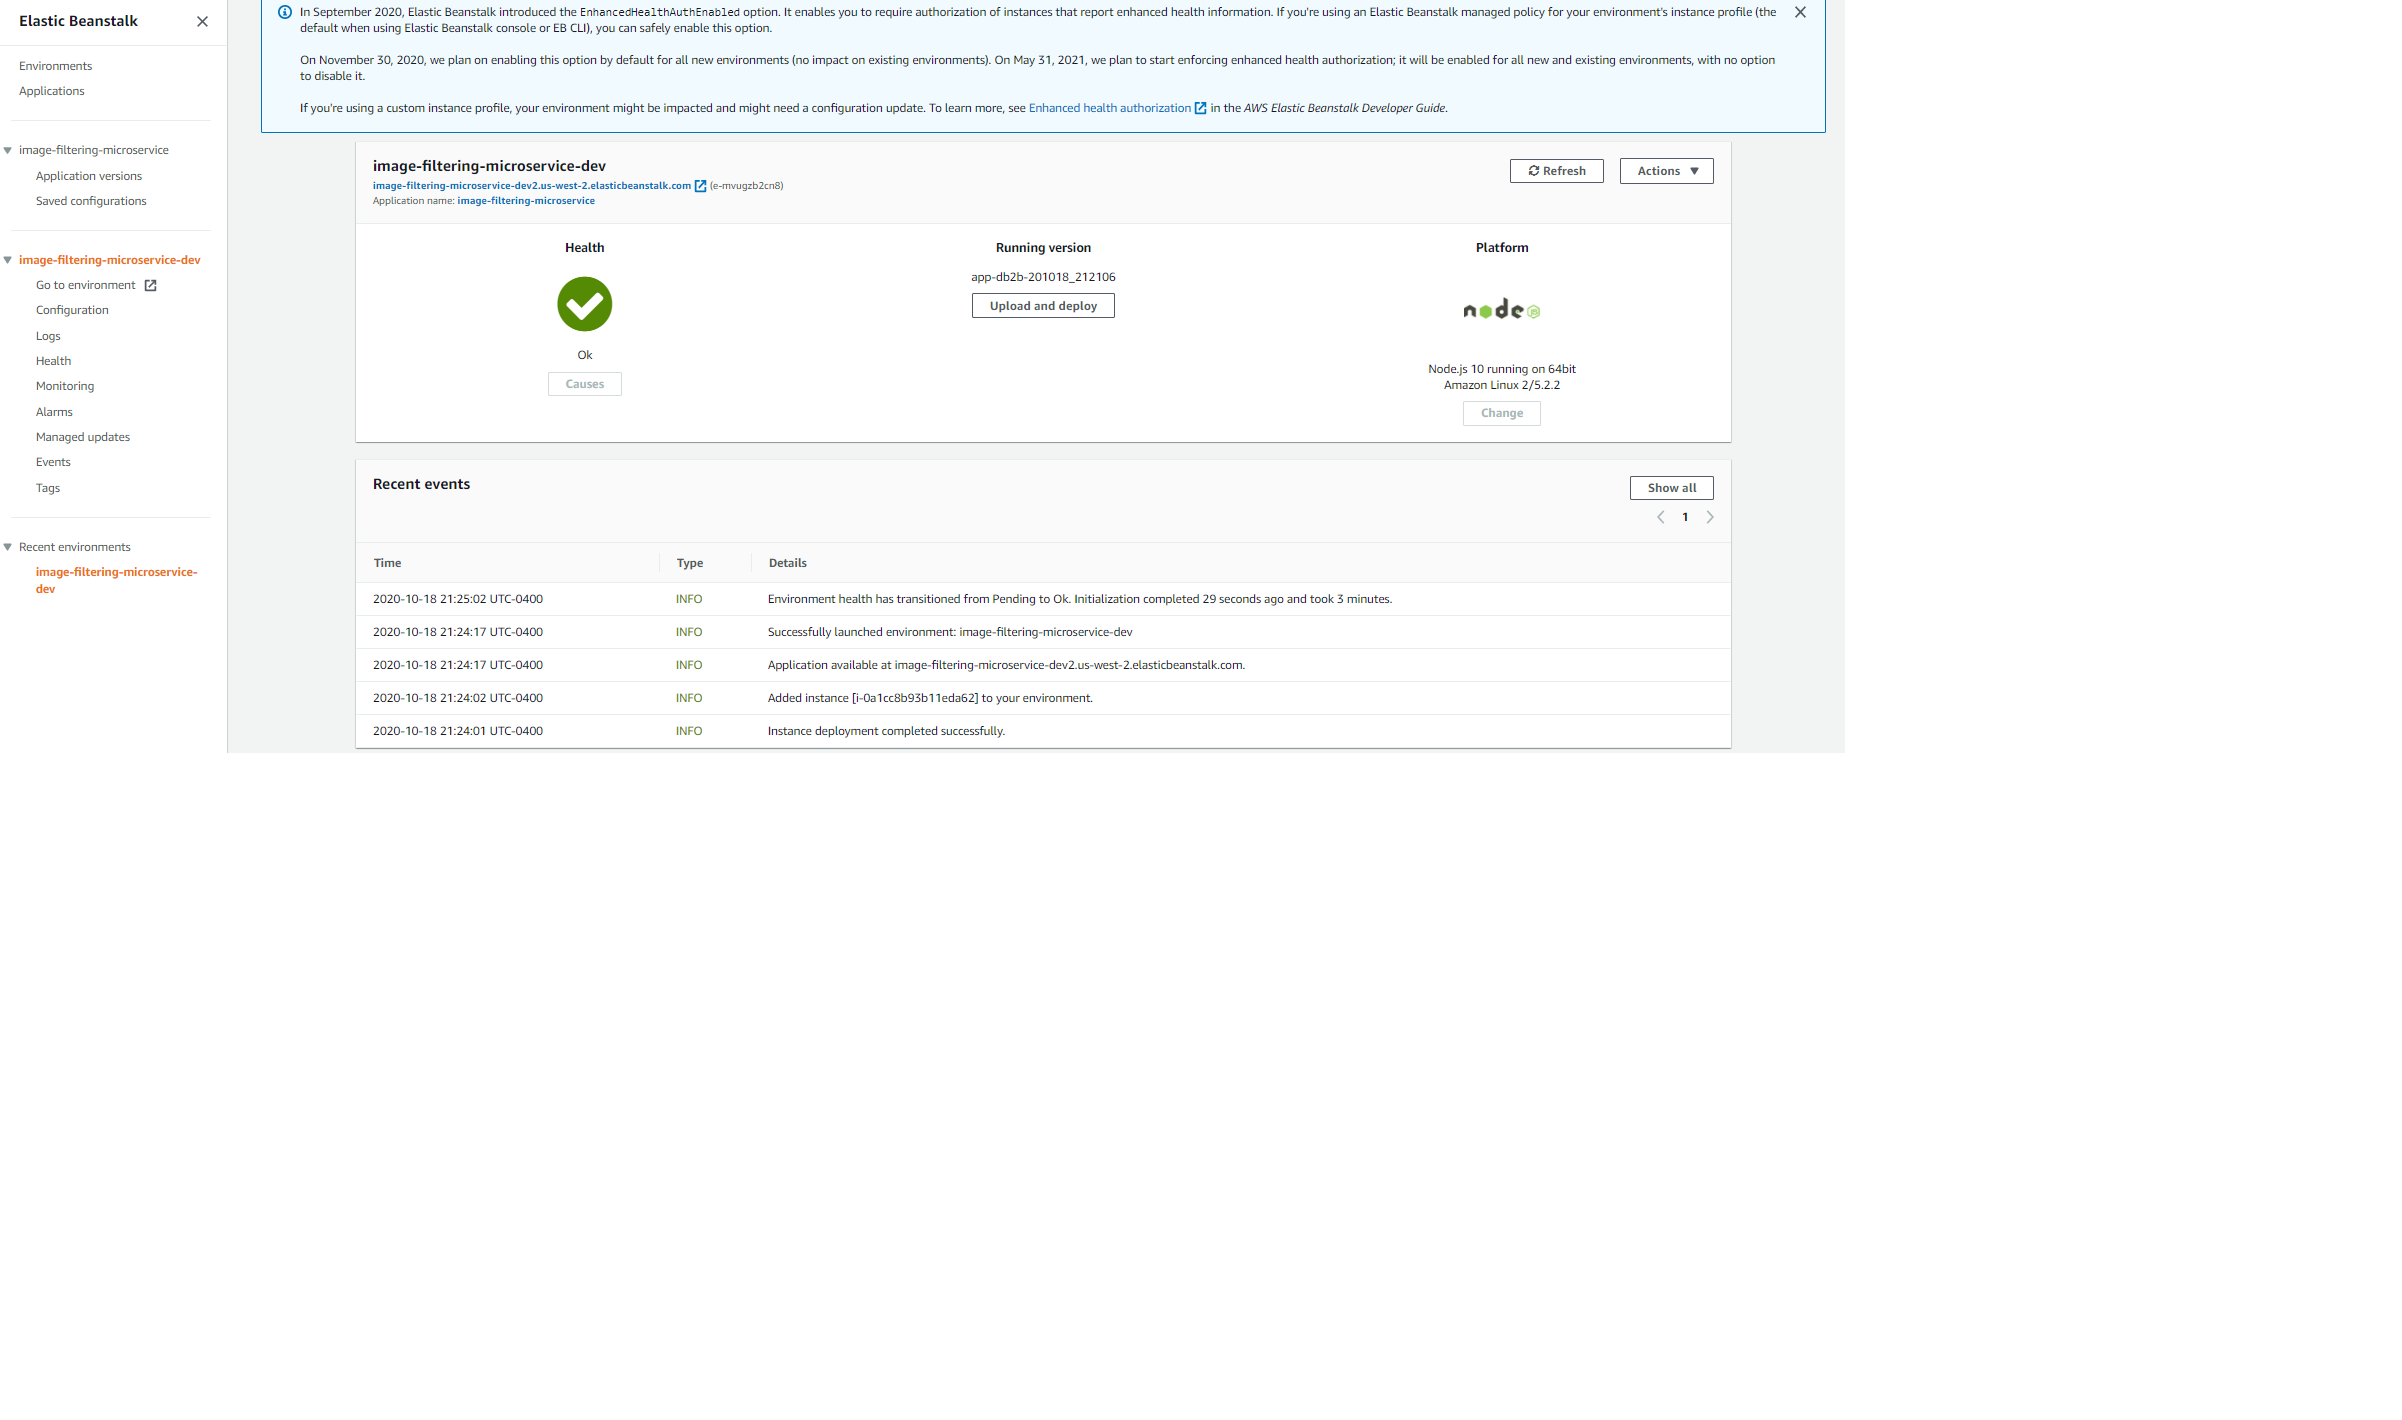 Elastic Beanstalk
Environments
Applications
image-filtering-microservice
Application versions
Saved configurations
image-filtering-microservice-dev
Go to environment
Configuration
Logs
Health
Monitoring
Alarms
Managed updates
Events
Tags
Recent environments
image-filtering-microservice-
dev
In September 2020, Elastic Beanstalk introduced the EnhancedHealthAuthEnabled option. It enables you to require authorization of instances that report enhanced health information. If you're using an Elastic Beanstalk managed policy for your environment's instance profile (the
default when using Elastic Beanstalk console or EB CLI), you can safely enable this option.
On November 30, 2020, we plan on enabling this option by default for all new environments (no impact on existing environments). On May 31, 2021, we plan to start enforcing enhanced health authorization; it will be enabled for all new and existing environments, with no option
to disable it.
If you're using a custom instance profile, your environment might be impacted and might need a configuration update. To learn more, see Enhanced health authorization in the AWS Elastic Beanstalk Developer Guide.
image-filtering-microservice-dev
image-filtering-microservice-dev2.us-west-2.elasticbeanstalk.com (e-mvugzb2cn8)
Application name: image-filtering-microservice
Refresh
Actions
Health
Ok
Causes
Running version
app-db2b-201018_212106
Upload and deploy
Platform
node JS
Node.js 10 running on 64bit
Amazon Linux 2/5.2.2
Change
Recent events
Show all
1
Time Type Details
2020-10-18 21:25:02 UTC-0400 INFO Environment health has transitioned from Pending to Ok. Initialization completed 29 seconds ago and took 3 minutes.
2020-10-18 21:24:17 UTC-0400 INFO Successfully launched environment: image-filtering-microservice-dev
2020-10-18 21:24:17 UTC-0400 INFO Application available at image-filtering-microservice-dev2.us-west-2.elasticbeanstalk.com.
2020-10-18 21:24:02 UTC-0400 INFO Added instance [i-0a1cc8b93b11eda62] to your environment.
2020-10-18 21:24:01 UTC-0400 INFO Instance deployment completed successfully.